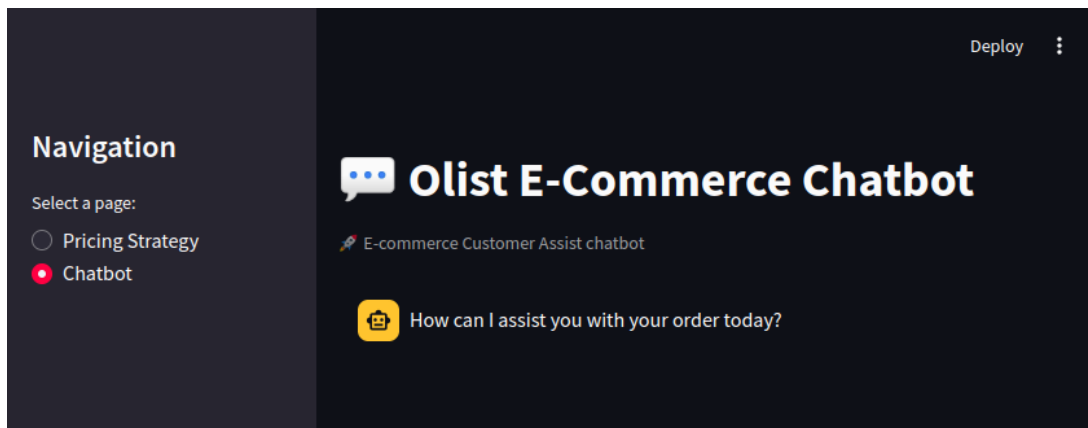 Deploy
Navigation
Select a page:
Pricing Strategy
Chatbot
💬 Olist E-Commerce Chatbot
🚀 E-commerce Customer Assist chatbot
How can I assist you with your order today?